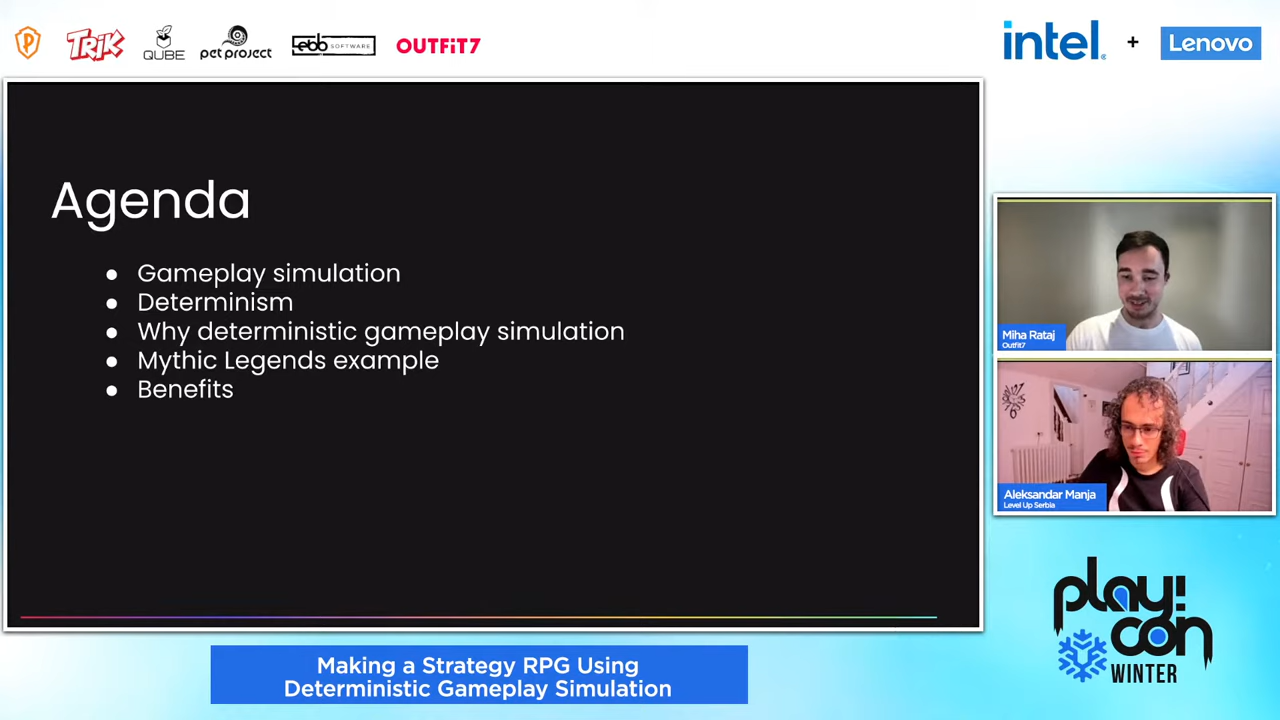 TRiK
QUBE
pet project
Lebb SOFTWARE
OUTFIT7
intel
+
Lenovo
Agenda
● Gameplay simulation
● Determinism
● Why deterministic gameplay simulation
● Mythic Legends example
● Benefits
Miha Rataj
Outfit7
Aleksandar Manja
Level Up Serbia
Making a Strategy RPG Using
Deterministic Gameplay Simulation
play!
con
WINTER